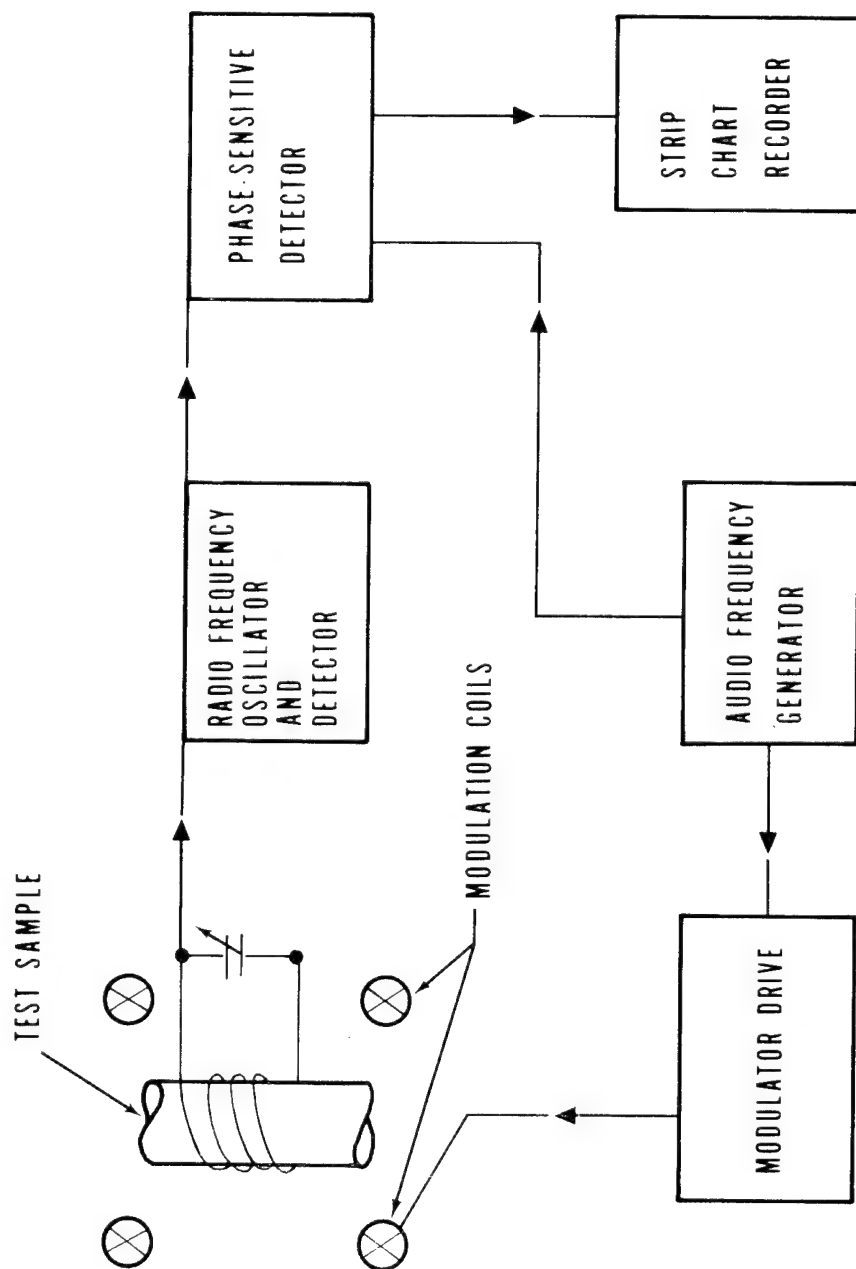 TEST SAMPLE
RADIO FREQUENCY
OSCILLATOR
AND
DETECTOR
PHASE-SENSITIVE
DETECTOR
MODULATION COILS
MODULATOR DRIVE
AUDIO FREQUENCY
GENERATOR
STRIP
CHART
RECORDER